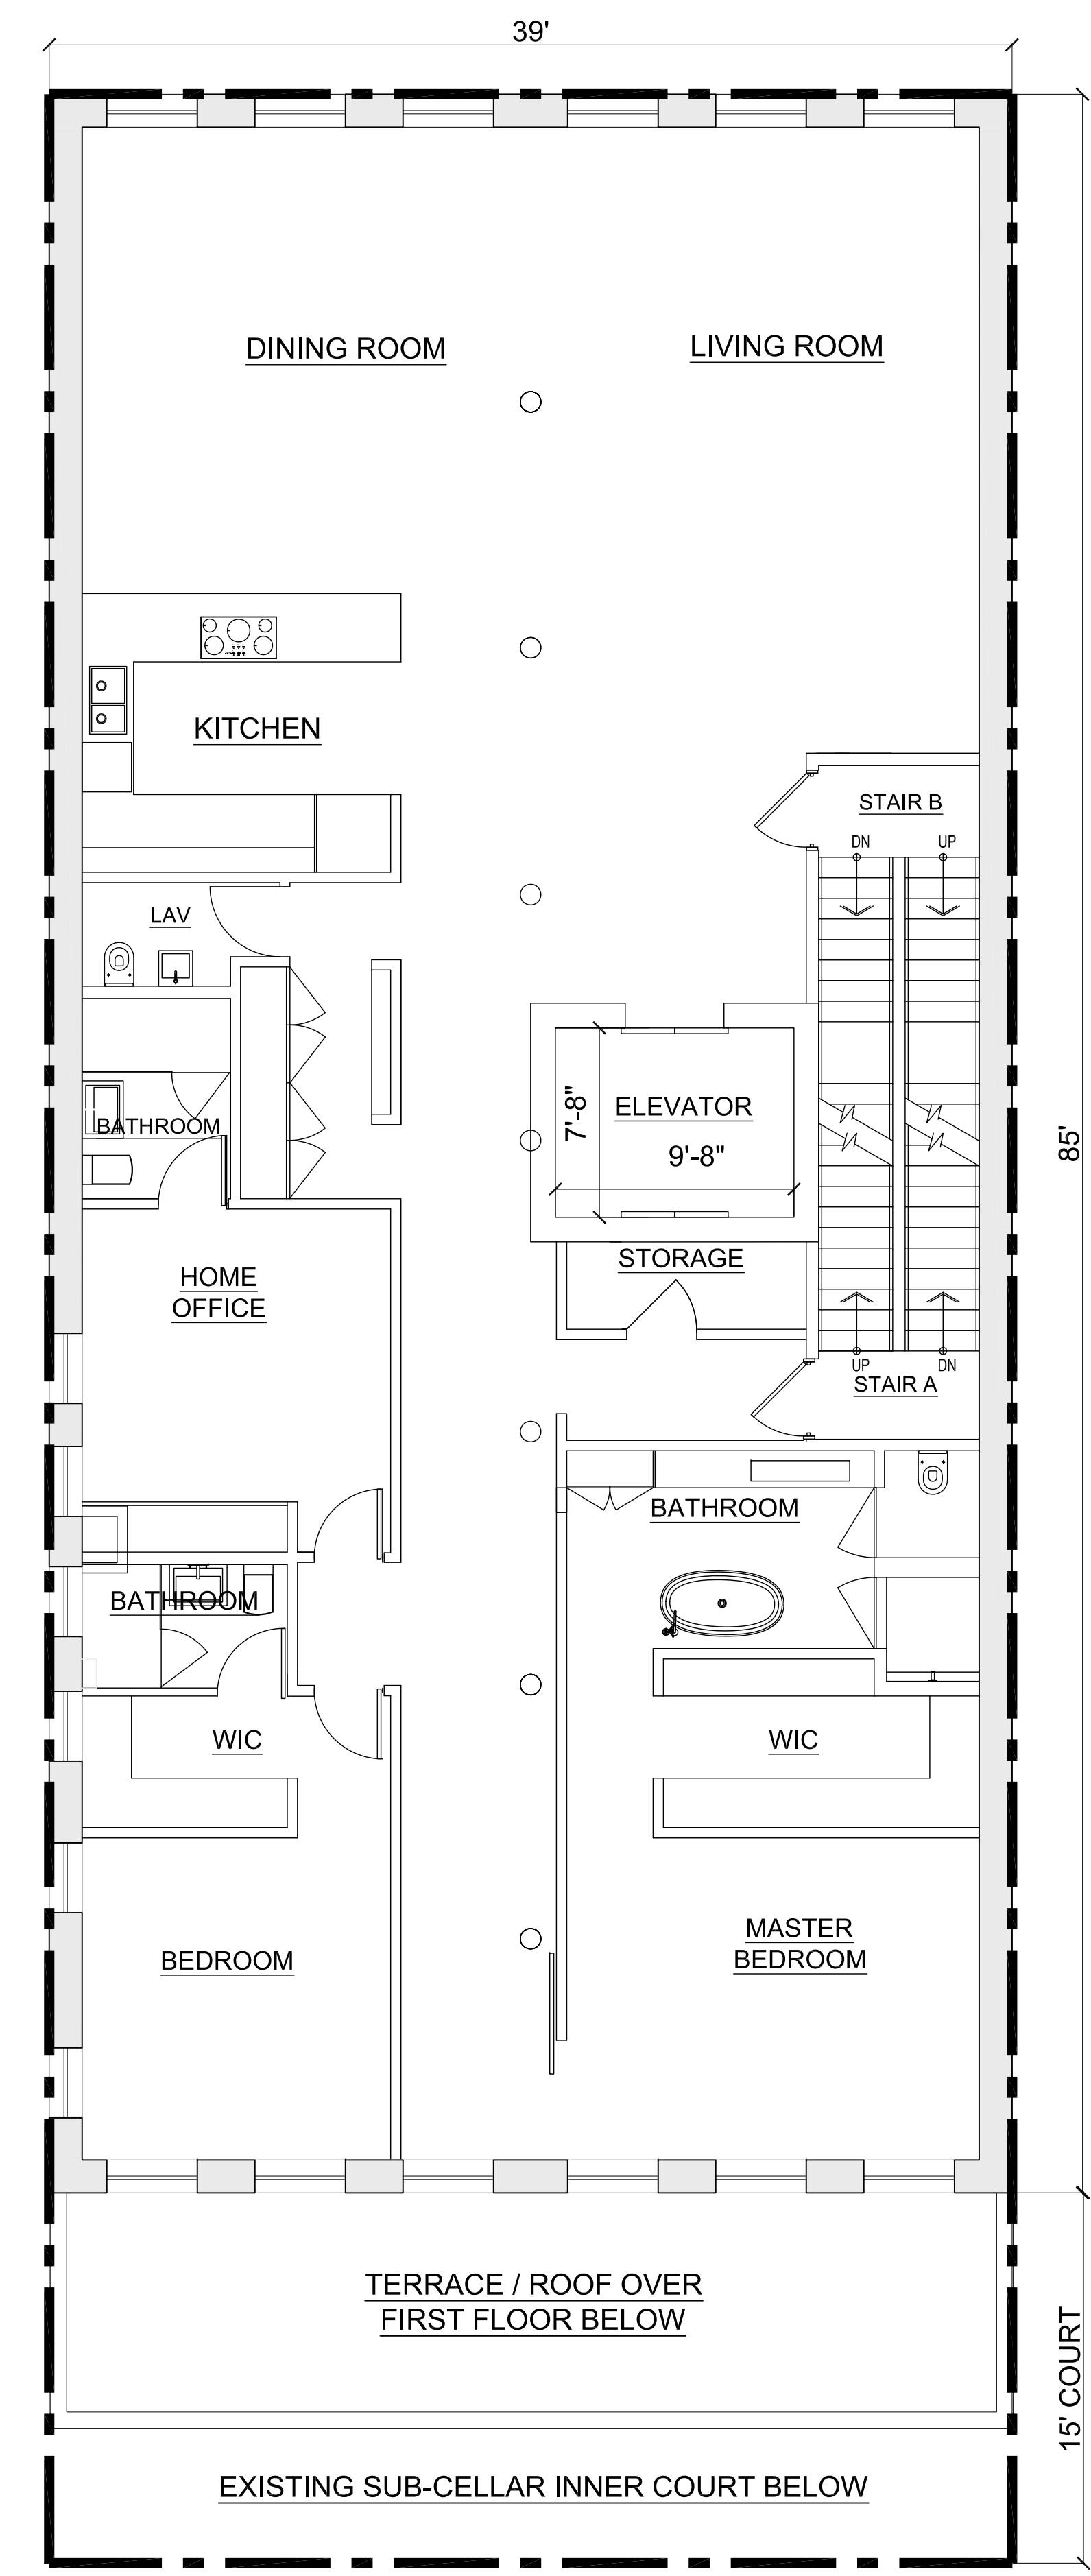 39'
DINING ROOM
LIVING ROOM
KITCHEN
STAIR B
DN
UP
LAV
ELEVATOR
7'-8"
9'-8"
85'
BATHROOM
STORAGE
HOME
OFFICE
UP
DN
STAIR A
BATHROOM
BATHROOM
WIC
WIC
MASTER
BEDROOM
BEDROOM
TERRACE / ROOF OVER
FIRST FLOOR BELOW
15' COURT
EXISTING SUB-CELLAR INNER COURT BELOW